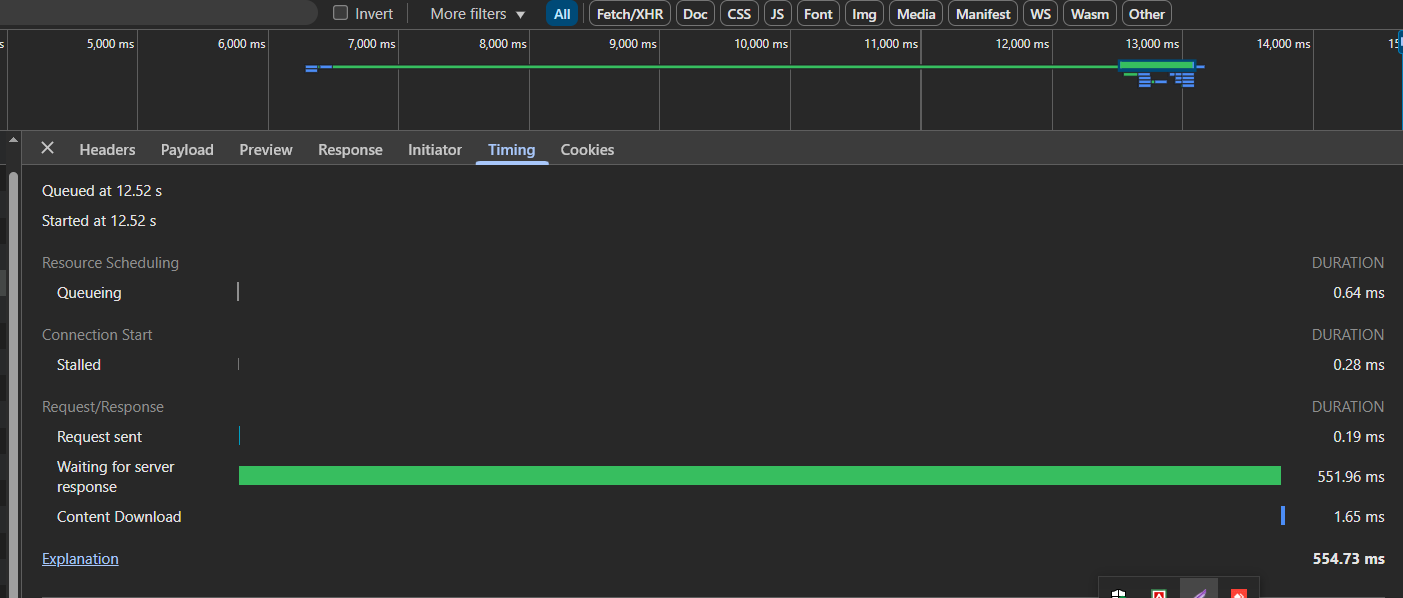 Invert More filters All Fetch/XHR Doc CSS JS Font Img Media Manifest WS Wasm Other
5,000 ms 6,000 ms 7,000 ms 8,000 ms 9,000 ms 10,000 ms 11,000 ms 12,000 ms 13,000 ms 14,000 ms
Headers Payload Preview Response Initiator Timing Cookies
Queued at 12.52 s
Started at 12.52 s
Resource Scheduling DURATION
Queueing 0.64 ms
Connection Start DURATION
Stalled 0.28 ms
Request/Response DURATION
Request sent 0.19 ms
Waiting for server
response 551.96 ms
Content Download 1.65 ms
Explanation 554.73 ms